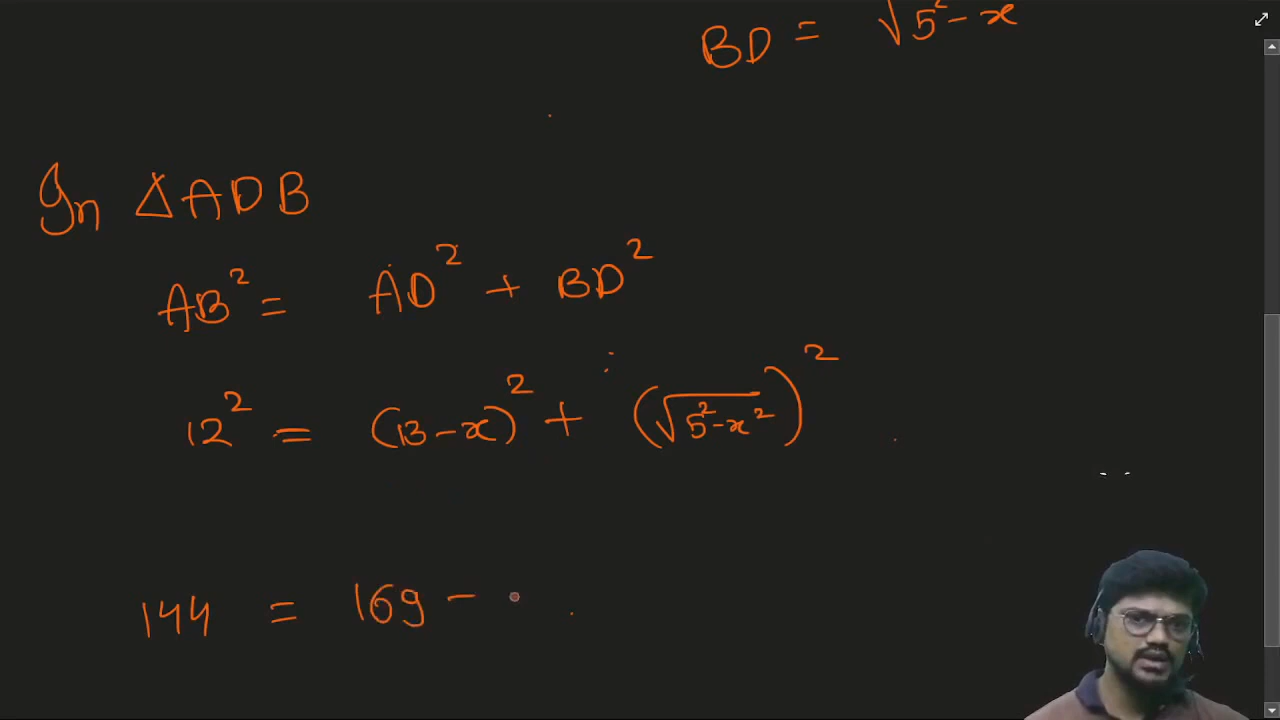 BD = √5² - x
In ΔADB
AB² = AD² + BD²
12² = (13-x)² + (√5²-x²)²
144 = 169 -